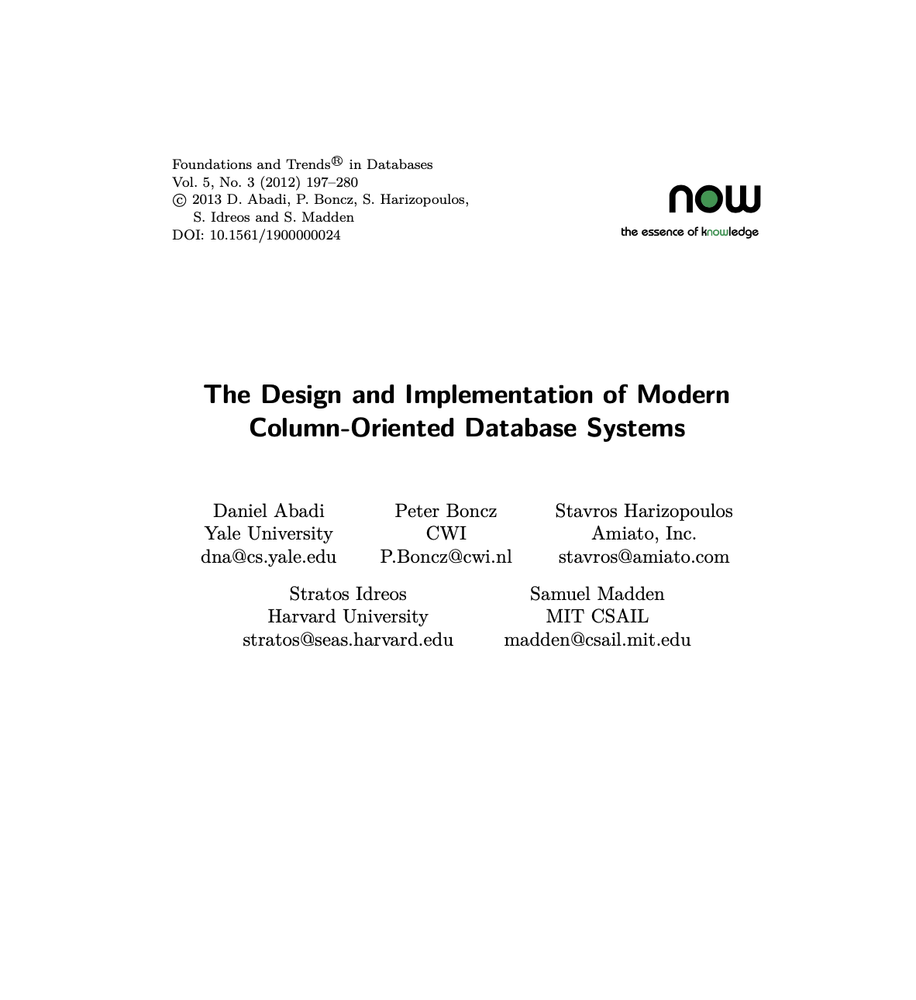 Foundations and Trends® in Databases
Vol. 5, No. 3 (2012) 197–280
© 2013 D. Abadi, P. Boncz, S. Harizopoulos,
S. Idreos and S. Madden
DOI: 10.1561/1900000024
now
the essence of knowledge
The Design and Implementation of Modern
Column-Oriented Database Systems
Daniel Abadi Peter Boncz Stavros Harizopoulos
Yale University CWI Amiato, Inc.
dna@cs.yale.edu P.Boncz@cwi.nl stavros@amiato.com
Stratos Idreos Samuel Madden
Harvard University MIT CSAIL
stratos@seas.harvard.edu madden@csail.mit.edu